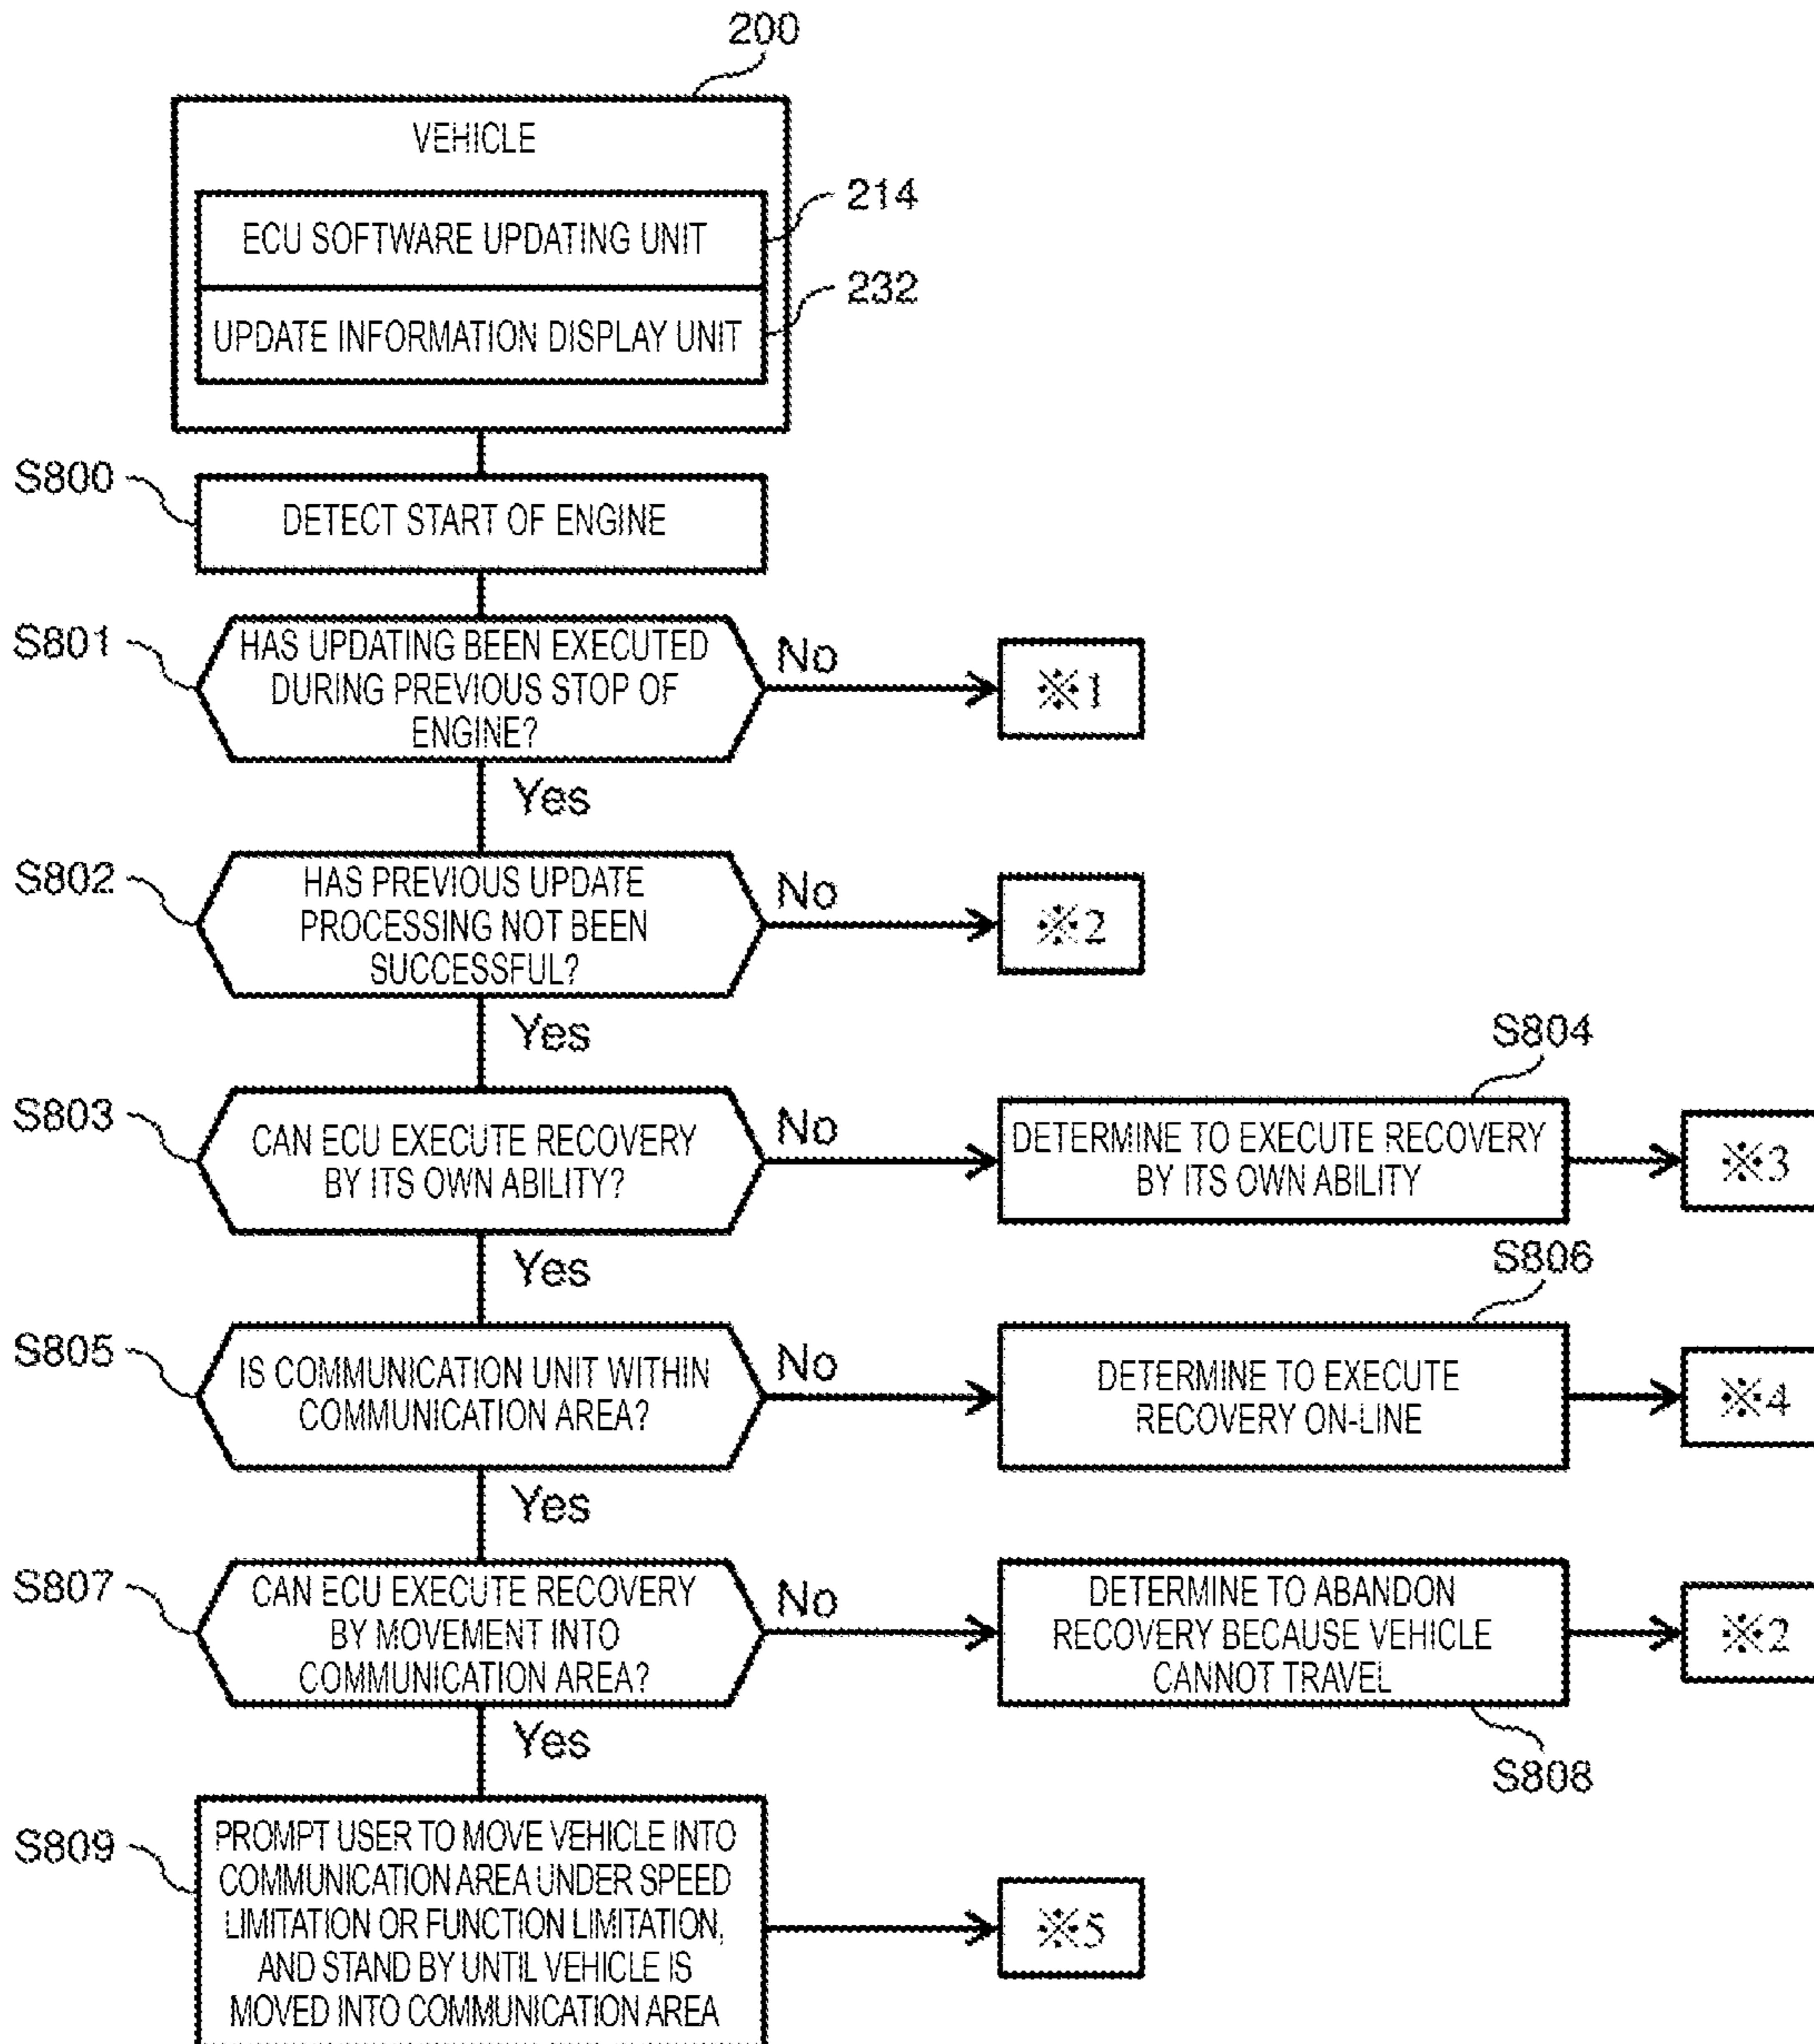 200
VEHICLE
214
ECU SOFTWARE UPDATING UNIT
232
UPDATE INFORMATION DISPLAY UNIT
S800
DETECT START OF ENGINE
S801
HAS UPDATING BEEN EXECUTED
DURING PREVIOUS STOP OF
ENGINE?
No
※1
Yes
S802
HAS PREVIOUS UPDATE
PROCESSING NOT BEEN
SUCCESSFUL?
No
※2
Yes
S803
CAN ECU EXECUTE RECOVERY
BY ITS OWN ABILITY?
No
S804
DETERMINE TO EXECUTE RECOVERY
BY ITS OWN ABILITY
※3
Yes
S805
IS COMMUNICATION UNIT WITHIN
COMMUNICATION AREA?
No
S806
DETERMINE TO EXECUTE
RECOVERY ON-LINE
※4
Yes
S807
CAN ECU EXECUTE RECOVERY
BY MOVEMENT INTO
COMMUNICATION AREA?
No
DETERMINE TO ABANDON
RECOVERY BECAUSE VEHICLE
CANNOT TRAVEL
S808
※2
Yes
S809
PROMPT USER TO MOVE VEHICLE INTO
COMMUNICATION AREA UNDER SPEED
LIMITATION OR FUNCTION LIMITATION,
AND STAND BY UNTIL VEHICLE IS
MOVED INTO COMMUNICATION AREA
※5